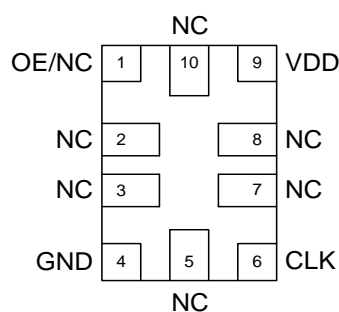 NC
OE/NC 1 10 9 VDD
NC 2 8 NC
NC 3 7 NC
GND 4 5 6 CLK
NC